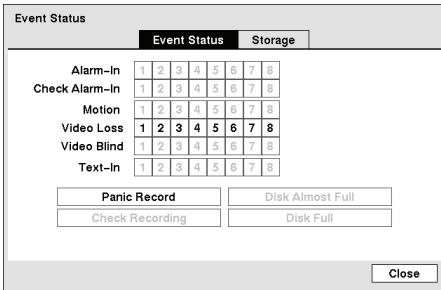 Event Status
Event Status Storage
Alarm-In 1 2 3 4 5 6 7 8
Check Alarm-In 1 2 3 4 5 6 7 8
Motion 1 2 3 4 5 6 7 8
Video Loss 1 2 3 4 5 6 7 8
Video Blind 1 2 3 4 5 6 7 8
Text-In 1 2 3 4 5 6 7 8
Panic Record Disk Almost Full
Check Recording Disk Full
Close